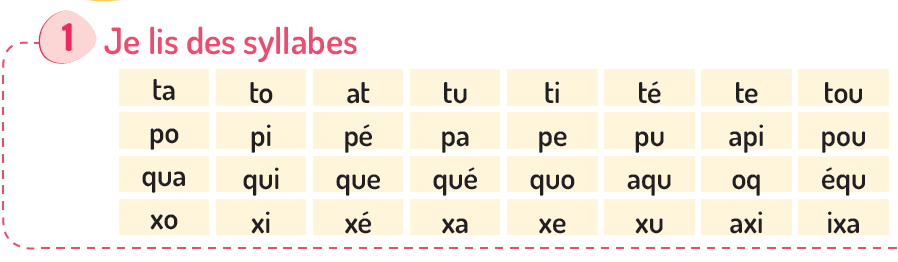 1 Je lis des syllabes
ta to at tu ti té te tou
po pi pé pa pe pu api pou
qua qui que qué quo aqu oq équ
xo xi xé xa xe xu axi ixa